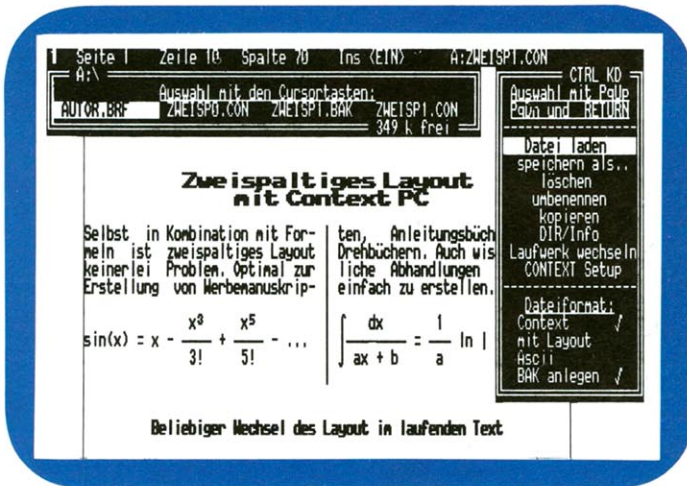 1 Seite 1 Zeile 10 Spalte 70 Ins <EIN> A:ZWEISP1.CON
A:\
Auswahl mit den Cursortasten:
AUTOR.BRF ZWEISP0.CON ZWEISP1.BAK ZWEISP1.CON
349 k frei
CTRL KD
Auswahl mit PgUp
PgDn und RETURN
Datei laden
speichern als..
löschen
umbenennen
kopieren
DIR/Info
Laufwerk wechseln
CONTEXT Setup
Dateiformat:
Context √
mit Layout
Ascii
BAK anlegen √
Zweispaltiges Layout
mit Context PC
Selbst in Kombination mit For-
meln ist zweispaltiges Layout
keinerlei Problem. Optimal zur
Erstellung von Werbemanuskrip-
sin(x) = x - x³/3! + x⁵/5! - ...
ten, Anleitungsbüch
Drehbüchern. Auch wis
liche Abhandlungen
einfach zu erstellen.
∫ dx/(ax + b) = 1/a ln |
Beliebiger Wechsel des Layout im laufenden Text